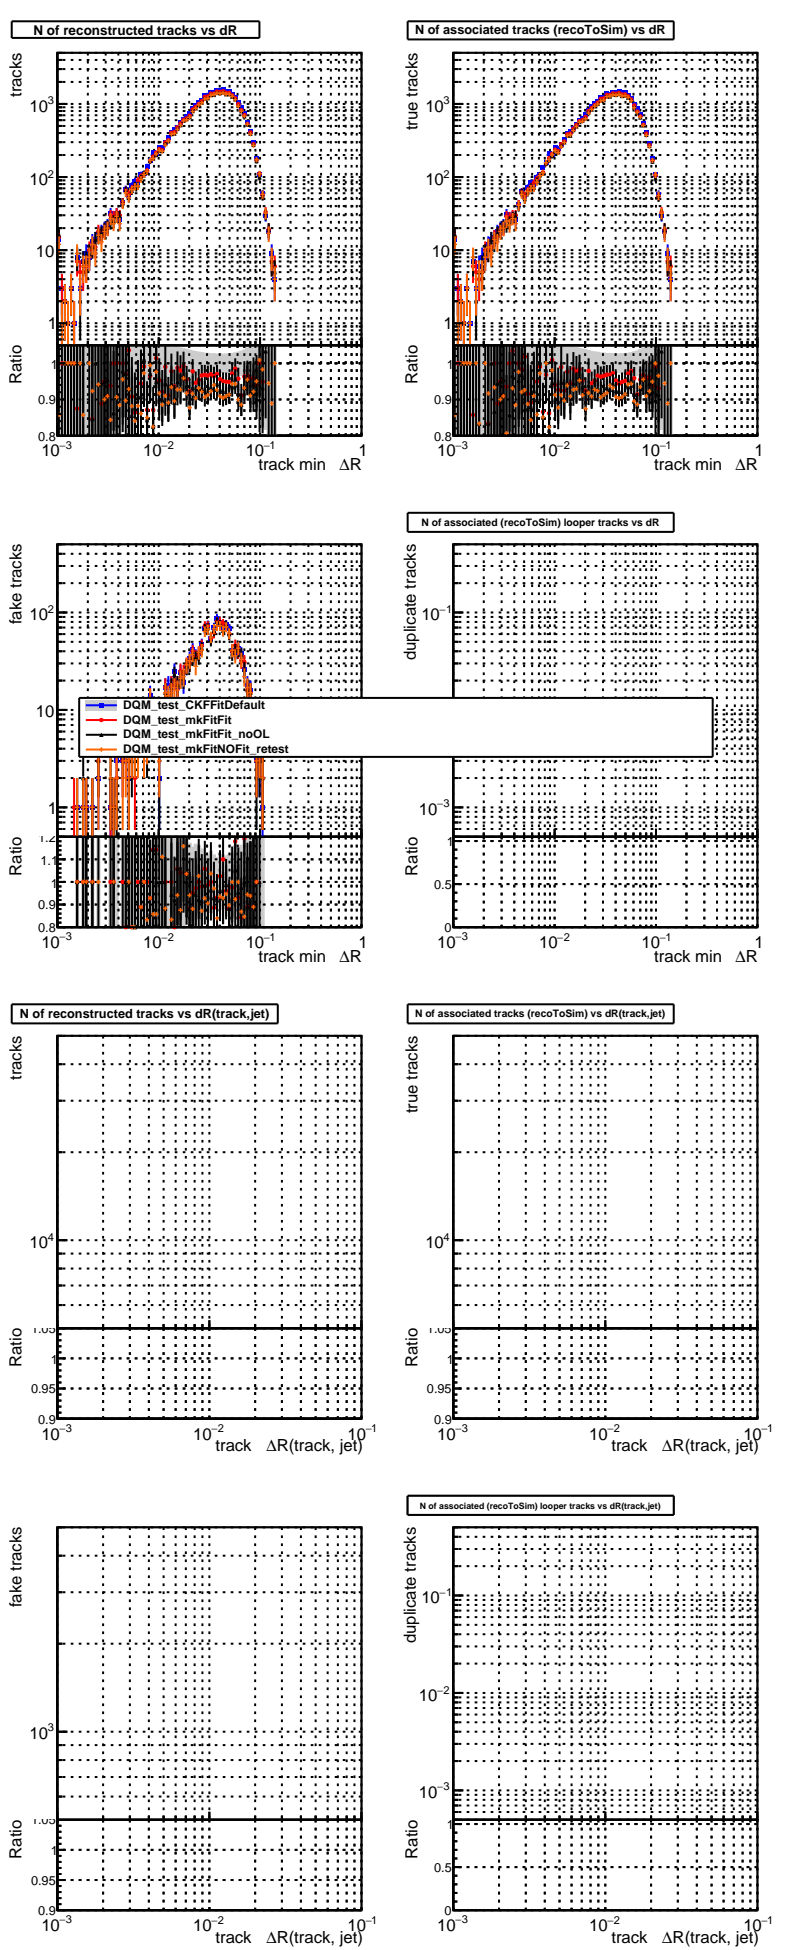 N of reconstructed tracks vs dR
tracks
10³
10²
10
1
Ratio
1
0.9
0.8
10⁻³
10⁻²
10⁻¹
1
track min ΔR
N of associated tracks (recoToSim) vs dR
true tracks
10³
10²
10
1
Ratio
1
0.9
0.8
10⁻³
10⁻²
10⁻¹
1
track min ΔR
fake tracks
10²
10
1
Ratio
1.2
1.1
1
0.9
0.8
10⁻³
10⁻²
10⁻¹
1
track min ΔR
N of associated (recoToSim) looper tracks vs dR
duplicate tracks
10⁻¹
10⁻³
Ratio
1
0.5
0
10⁻³
10⁻²
10⁻¹
1
track min ΔR
DQM_test_CKFFitDefault
DQM_test_mkFitFit
DQM_test_mkFitFit_noOL
DQM_test_mkFitNOFit_retest
N of reconstructed tracks vs dR(track,jet)
tracks
10⁴
Ratio
1.05
1
0.95
0.9
10⁻³
10⁻²
10⁻¹
track ΔR(track, jet)
N of associated tracks (recoToSim) vs dR(track,jet)
true tracks
10⁴
Ratio
1.05
1
0.95
0.9
10⁻³
10⁻²
10⁻¹
track ΔR(track, jet)
fake tracks
10³
Ratio
1.05
1
0.95
0.9
10⁻³
10⁻²
10⁻¹
track ΔR(track, jet)
N of associated (recoToSim) looper tracks vs dR(track,jet)
duplicate tracks
10⁻¹
10⁻²
10⁻³
Ratio
1
0.5
0
10⁻³
10⁻²
10⁻¹
track ΔR(track, jet)